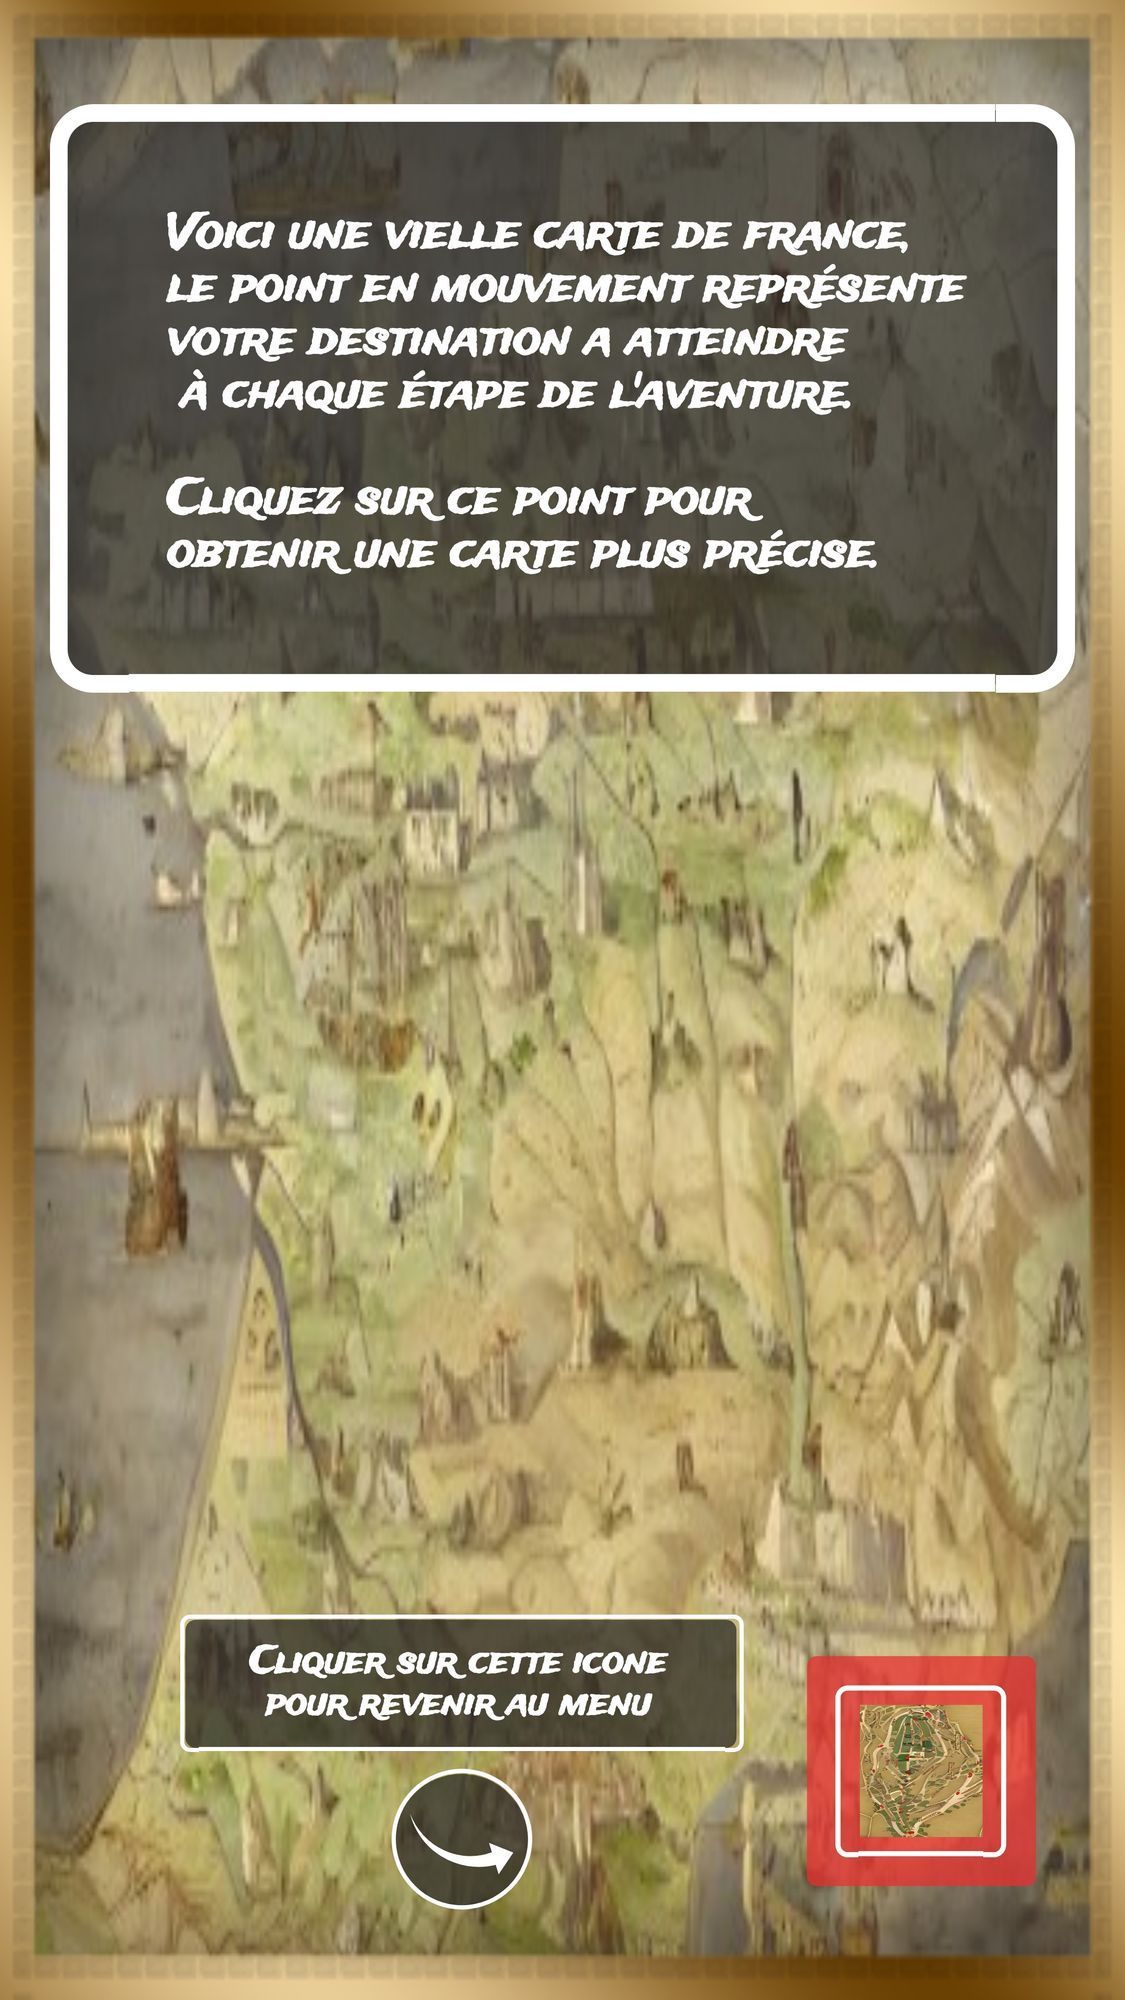 Voici une vielle carte de france,
le point en mouvement représente
votre destination a atteindre
à chaque étape de l'aventure.
Cliquez sur ce point pour
obtenir une carte plus précise.
Cliquer sur cette icone
pour revenir au menu